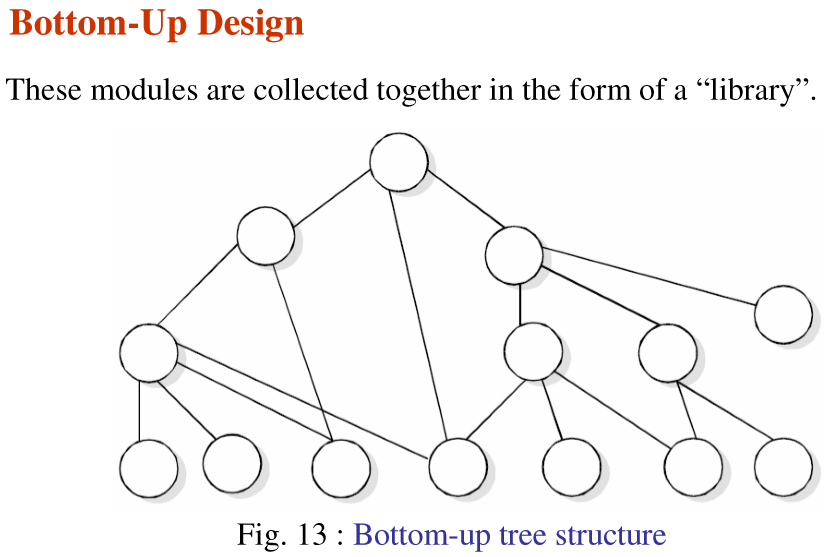 Bottom-Up Design
These modules are collected together in the form of a “library”.
Fig. 13 : Bottom-up tree structure